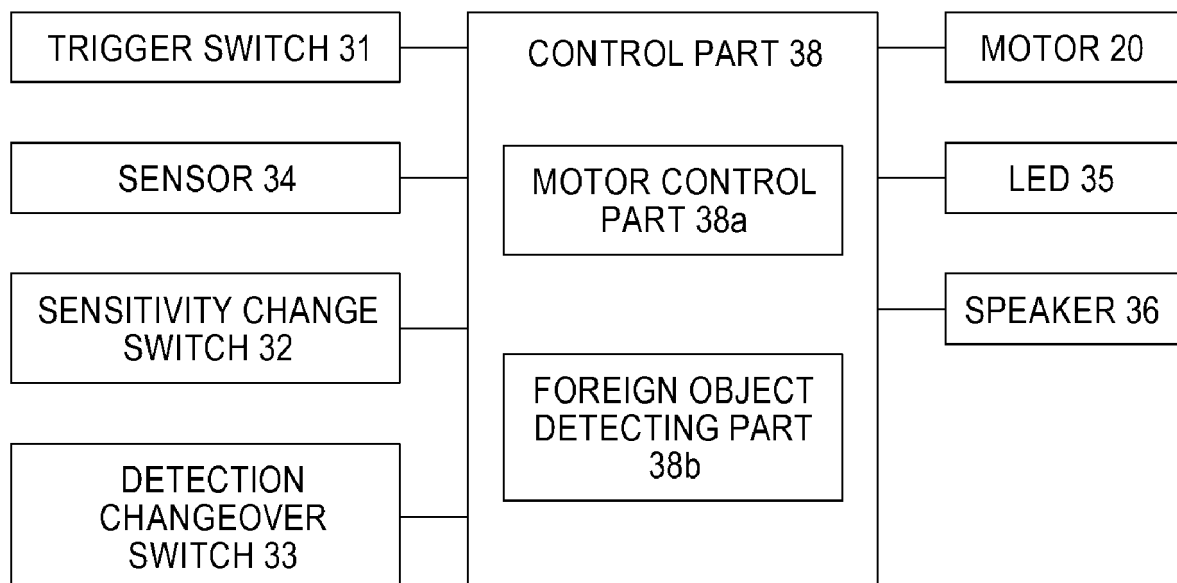 TRIGGER SWITCH 31
SENSOR 34
SENSITIVITY CHANGE
SWITCH 32
DETECTION
CHANGEOVER
SWITCH 33
CONTROL PART 38
MOTOR CONTROL
PART 38a
FOREIGN OBJECT
DETECTING PART
38b
MOTOR 20
LED 35
SPEAKER 36